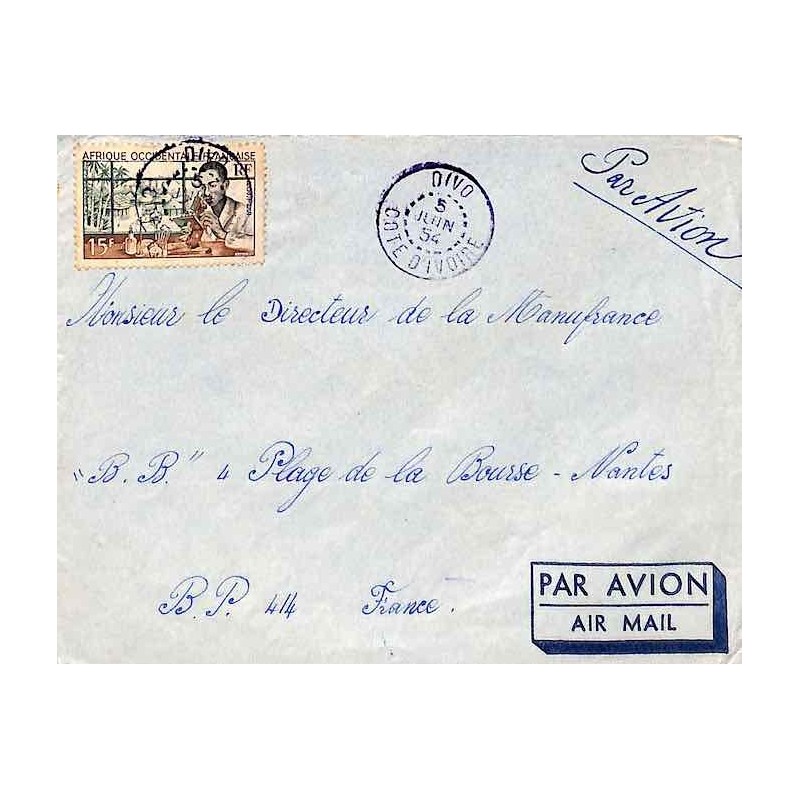 AFRIQUE OCCIDENTALE FRANÇAISE
RF
15F
DIVO
5
JUIN
54
COTE D'IVOIRE
Par Avion
Monsieur le Directeur de la Manufrance
"B.B." 4 Plage de la Bourse - Nantes
B.P. 414 France.
PAR AVION
AIR MAIL